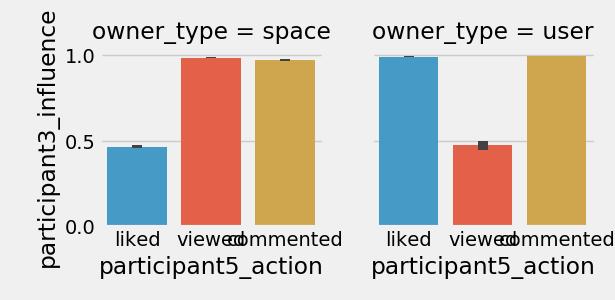 owner_type = space
owner_type = user
participant3_influence
1.0
0.5
0.0
liked
viewed
commented
liked
viewed
commented
participant5_action
participant5_action